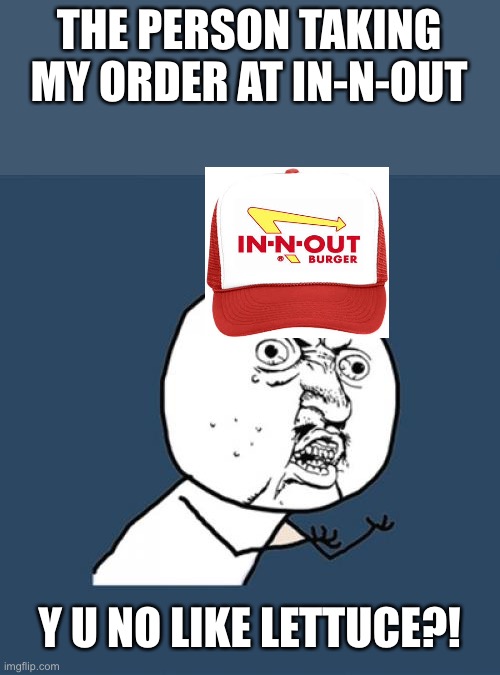 THE PERSON TAKING
MY ORDER AT IN-N-OUT
IN-N-OUT
® BURGER
Y U NO LIKE LETTUCE?!
imgflip.com